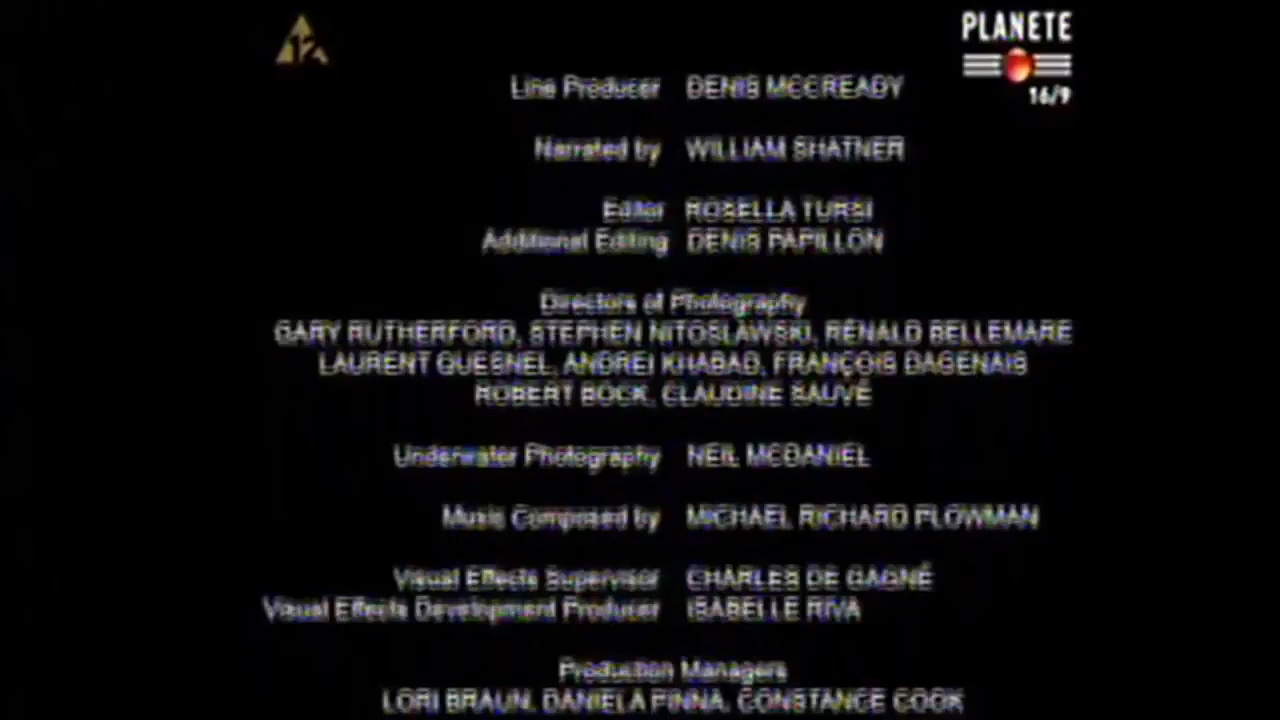 12
PLANETE
16/9
Line Producer DENIS MCCREADY
Narrated by WILLIAM SHATNER
Editor ROSELLA TURSI
Additional Editing DENIS PAPILLON
Directors of Photography
GARY RUTHERFORD, STEPHEN NITOSLAWSKI, RÉNALD BELLEMARE
LAURENT QUESNEL, ANDREI KHABAD, FRANÇOIS DAGENAIS
ROBERT BOCK, CLAUDINE SAUVÉ
Underwater Photography NEIL MCDANIEL
Music Composed by MICHAEL RICHARD PLOWMAN
Visual Effects Supervisor CHARLES DE GAGNÉ
Visual Effects Development Producer ISABELLE RIVA
Production Managers
LORI BRAUN, DANIELA PINNA, CONSTANCE COOK